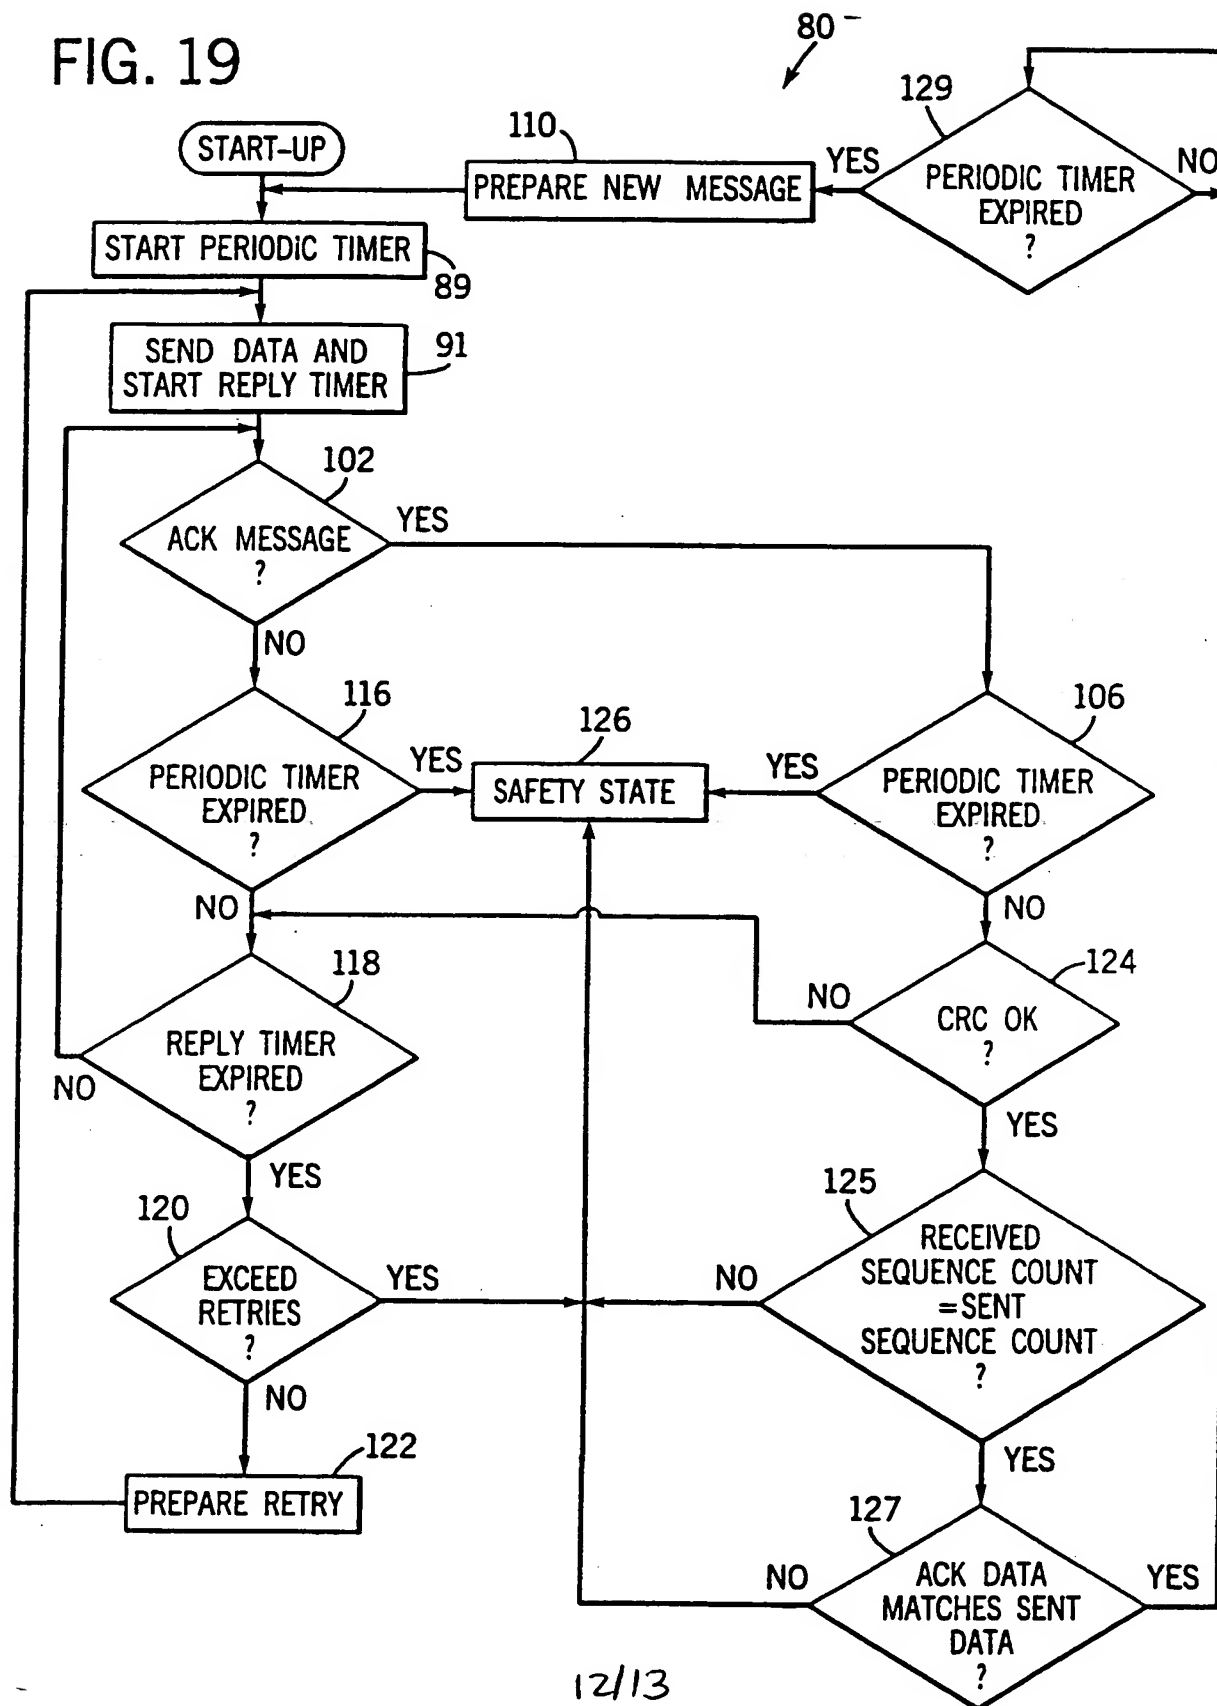 FIG. 19
80
START-UP
110
PREPARE NEW MESSAGE
YES
129
PERIODIC TIMER
EXPIRED
?
NO
START PERIODIC TIMER
89
SEND DATA AND
START REPLY TIMER
91
102
ACK MESSAGE
?
YES
NO
116
PERIODIC TIMER
EXPIRED
?
YES
126
SAFETY STATE
YES
106
PERIODIC TIMER
EXPIRED
?
NO
NO
118
REPLY TIMER
EXPIRED
?
NO
YES
NO
124
CRC OK
?
YES
120
EXCEED
RETRIES
?
YES
NO
NO
125
RECEIVED
SEQUENCE COUNT
=SENT
SEQUENCE COUNT
?
YES
122
PREPARE RETRY
127
NO
ACK DATA
MATCHES SENT
DATA
?
YES
12/13